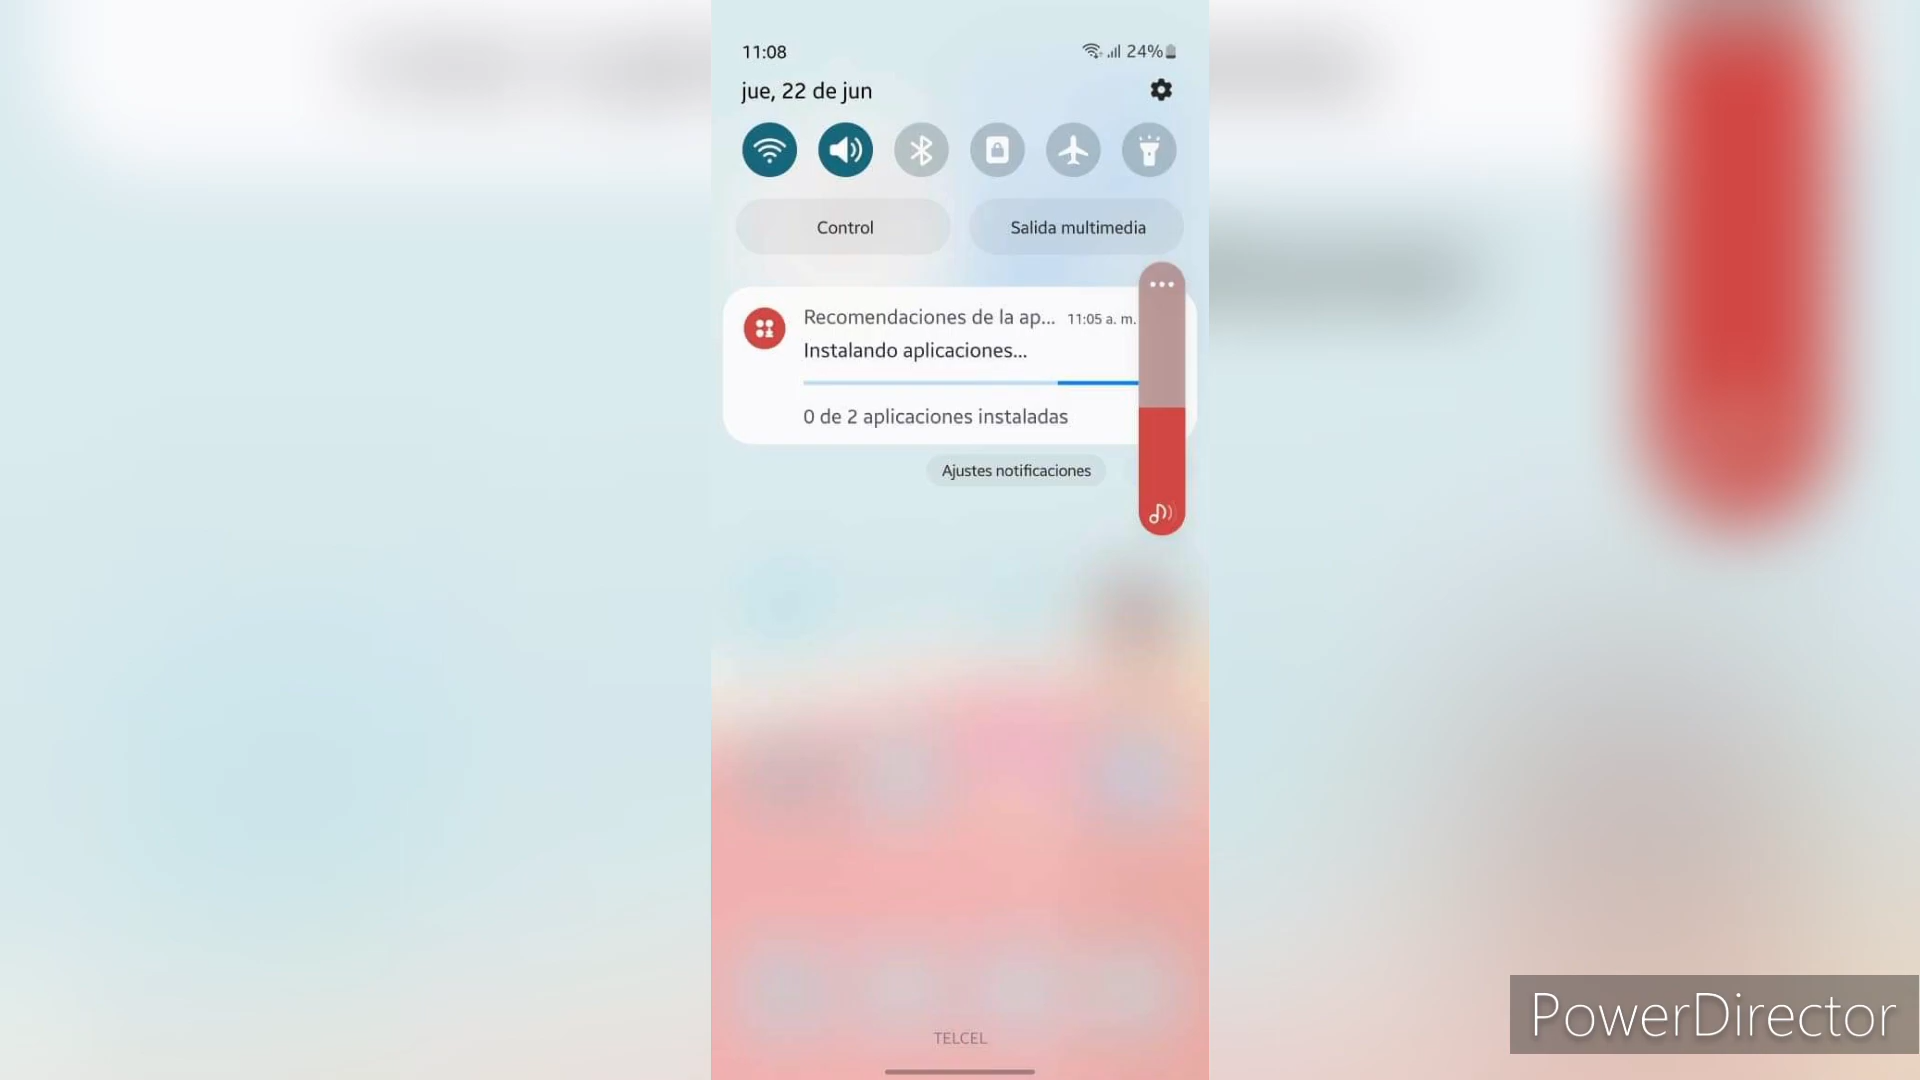 11:08
24%
jue, 22 de jun
Control
Salida multimedia
Recomendaciones de la ap... 11:05 a. m.
Instalando aplicaciones...
0 de 2 aplicaciones instaladas
Ajustes notificaciones
TELCEL
PowerDirector